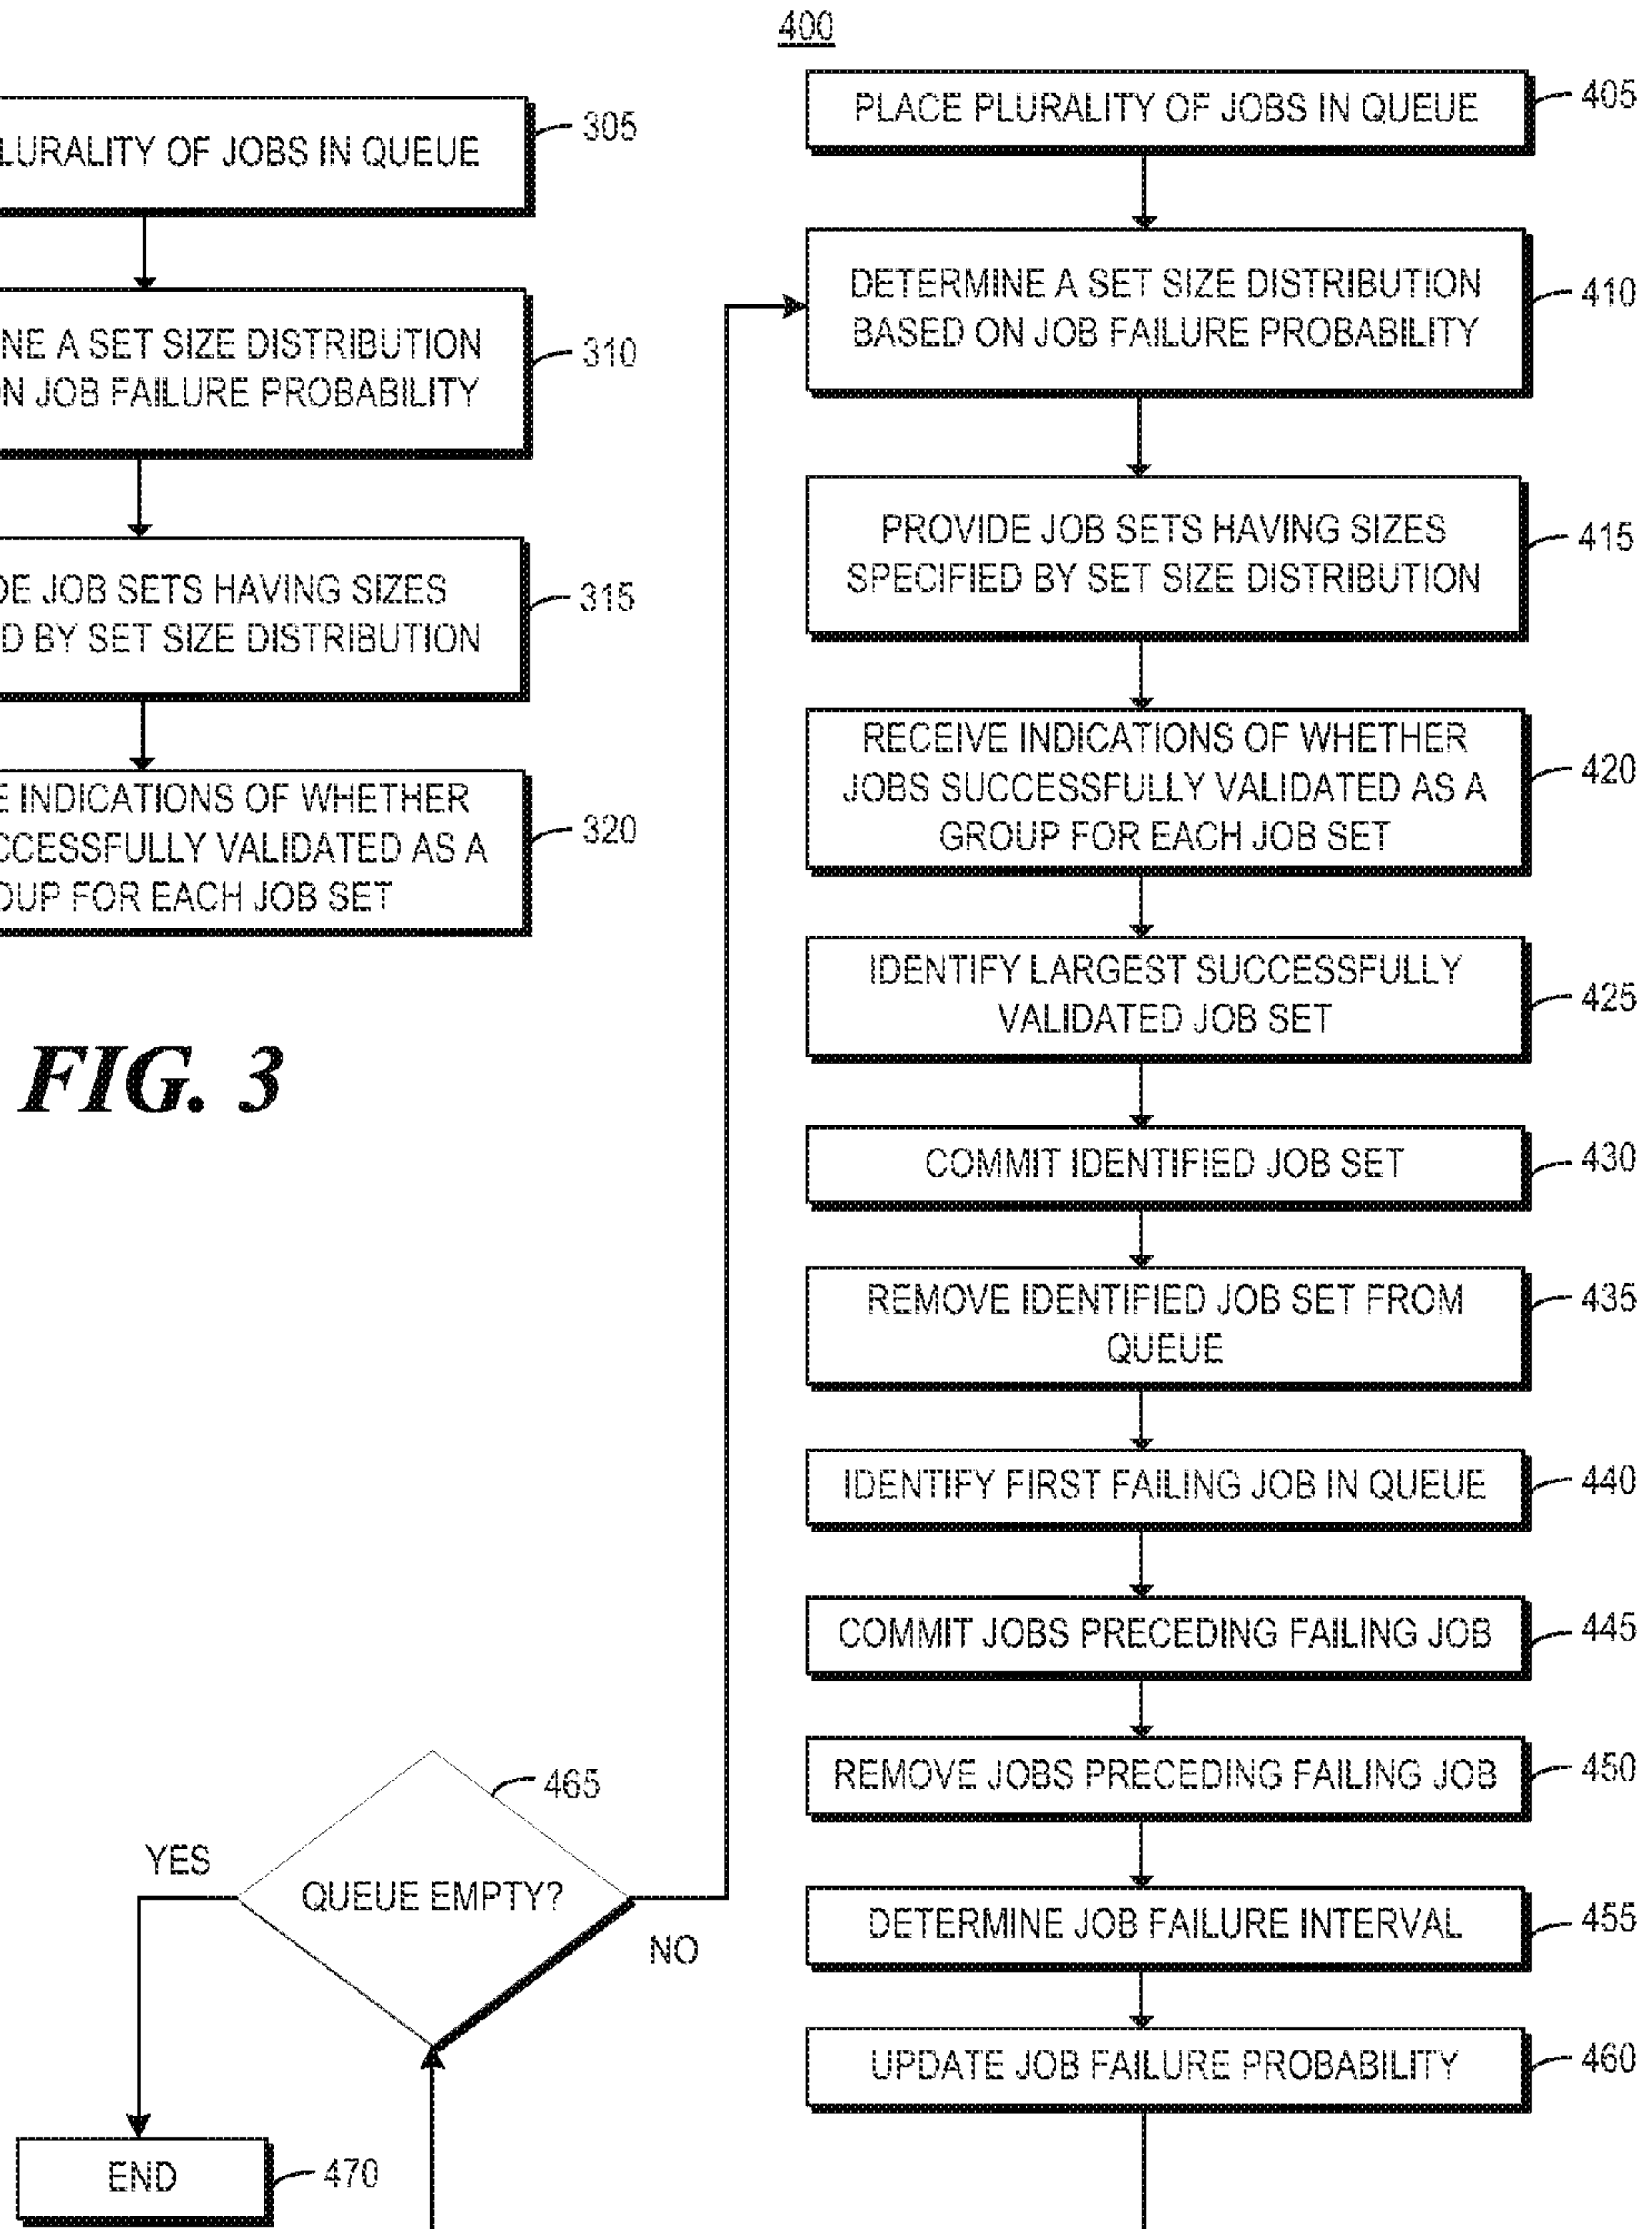 LURALITY OF JOBS IN QUEUE
305
NE A SET SIZE DISTRIBUTION
N JOB FAILURE PROBABILITY
310
DE JOB SETS HAVING SIZES
D BY SET SIZE DISTRIBUTION
315
E INDICATIONS OF WHETHER
CCESSFULLY VALIDATED AS A
OUP FOR EACH JOB SET
320
FIG. 3
400
PLACE PLURALITY OF JOBS IN QUEUE
405
DETERMINE A SET SIZE DISTRIBUTION
BASED ON JOB FAILURE PROBABILITY
410
PROVIDE JOB SETS HAVING SIZES
SPECIFIED BY SET SIZE DISTRIBUTION
415
RECEIVE INDICATIONS OF WHETHER
JOBS SUCCESSFULLY VALIDATED AS A
GROUP FOR EACH JOB SET
420
IDENTIFY LARGEST SUCCESSFULLY
VALIDATED JOB SET
425
COMMIT IDENTIFIED JOB SET
430
REMOVE IDENTIFIED JOB SET FROM
QUEUE
435
IDENTIFY FIRST FAILING JOB IN QUEUE
440
COMMIT JOBS PRECEDING FAILING JOB
445
REMOVE JOBS PRECEDING FAILING JOB
450
DETERMINE JOB FAILURE INTERVAL
455
UPDATE JOB FAILURE PROBABILITY
460
465
YES
QUEUE EMPTY?
NO
END
470